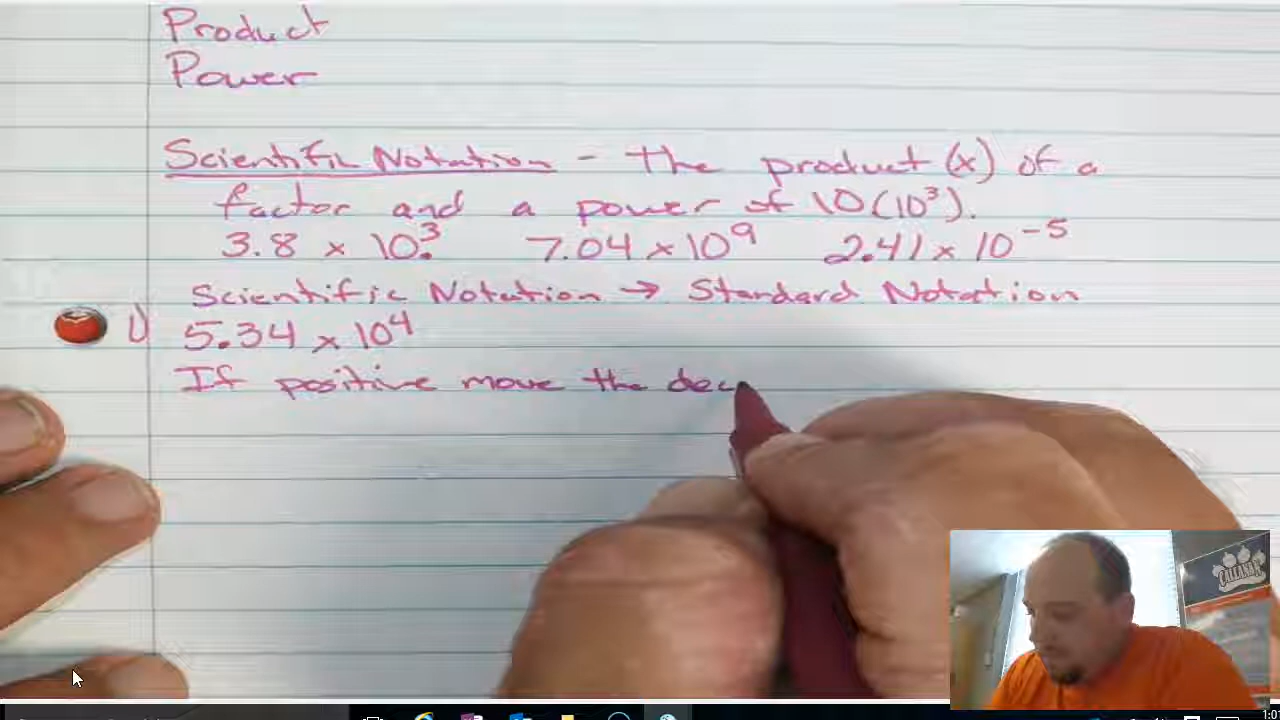 Product
Power
Scientific Notation - The product (x) of a
factor and a power of 10 (10³).
3.8 x 10³ 7.04 x 10⁹ 2.41 x 10⁻⁵
Scientific Notation → Standard Notation
1) 5.34 x 10⁴
If positive move the dec
CALLANAN